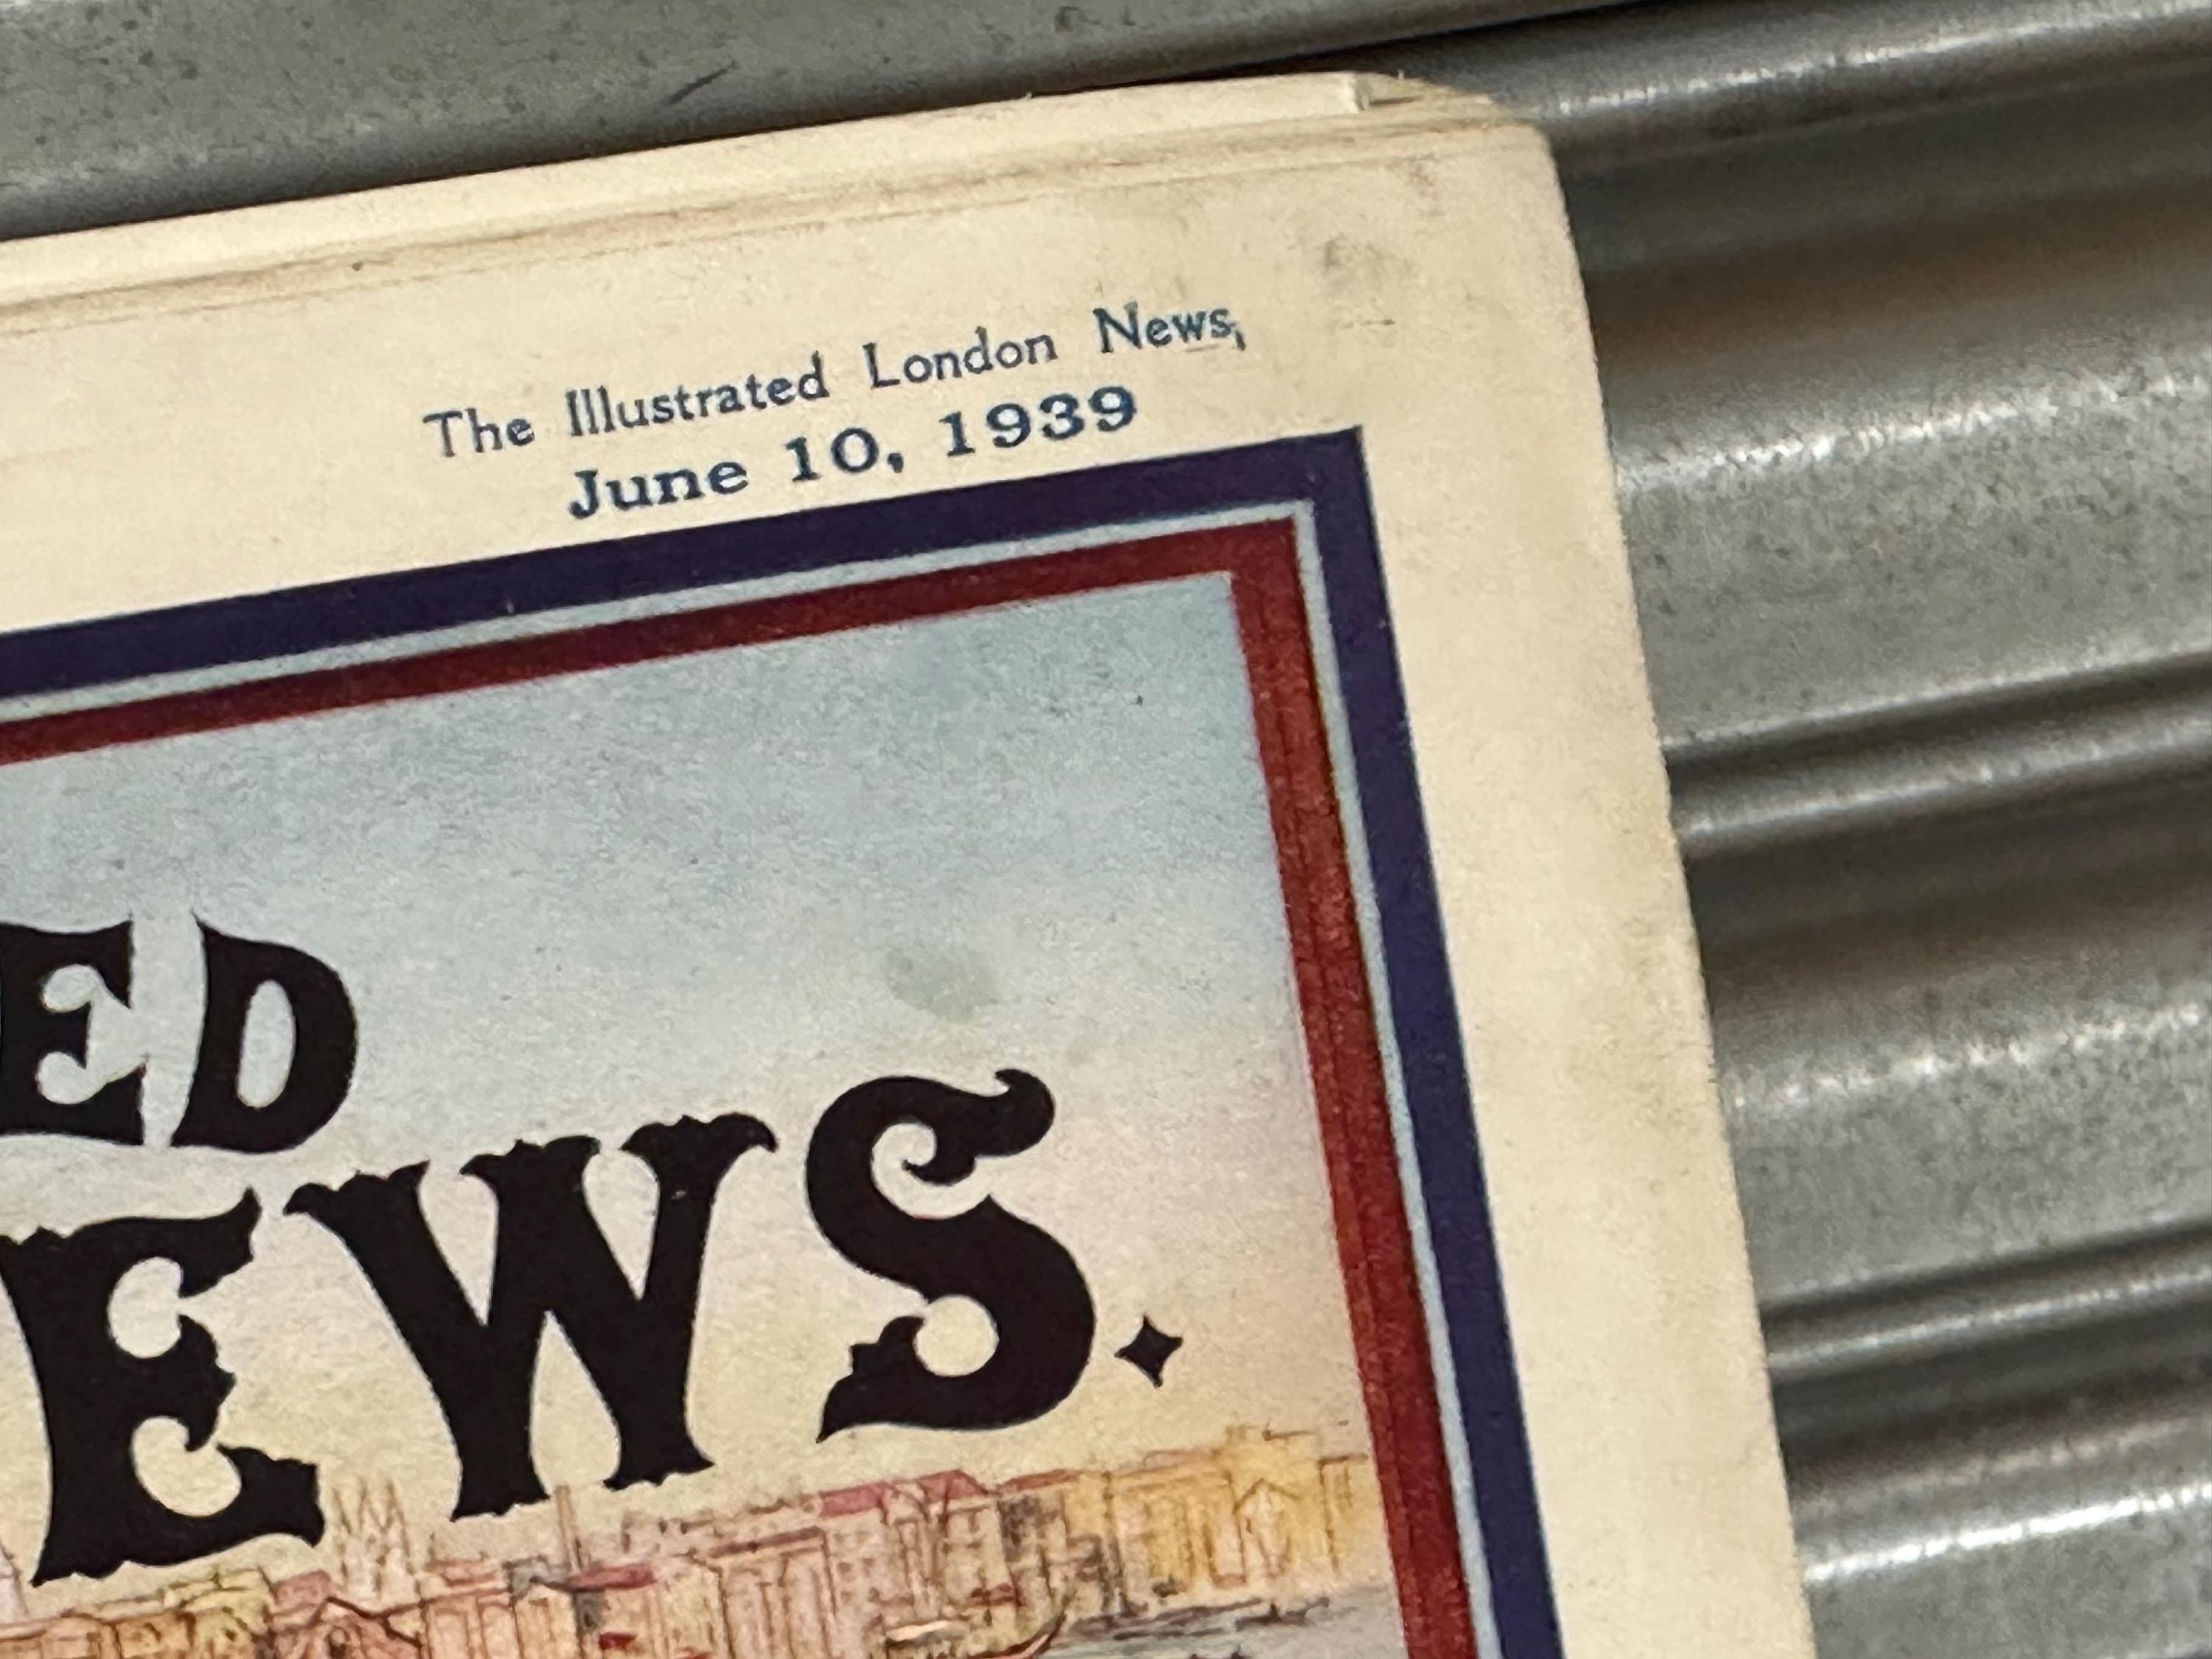 The Illustrated London News,
June 10, 1939
ED
EWS.